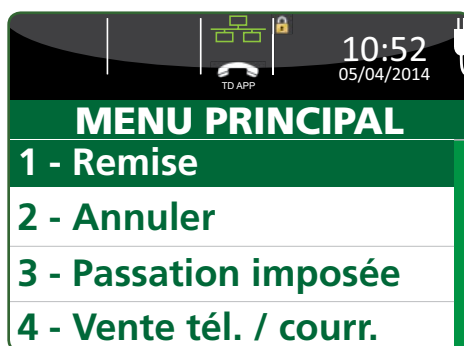 10:52
05/04/2014
TD APP
MENU PRINCIPAL
1 - Remise
2 - Annuler
3 - Passation imposée
4 - Vente tél. / courr.